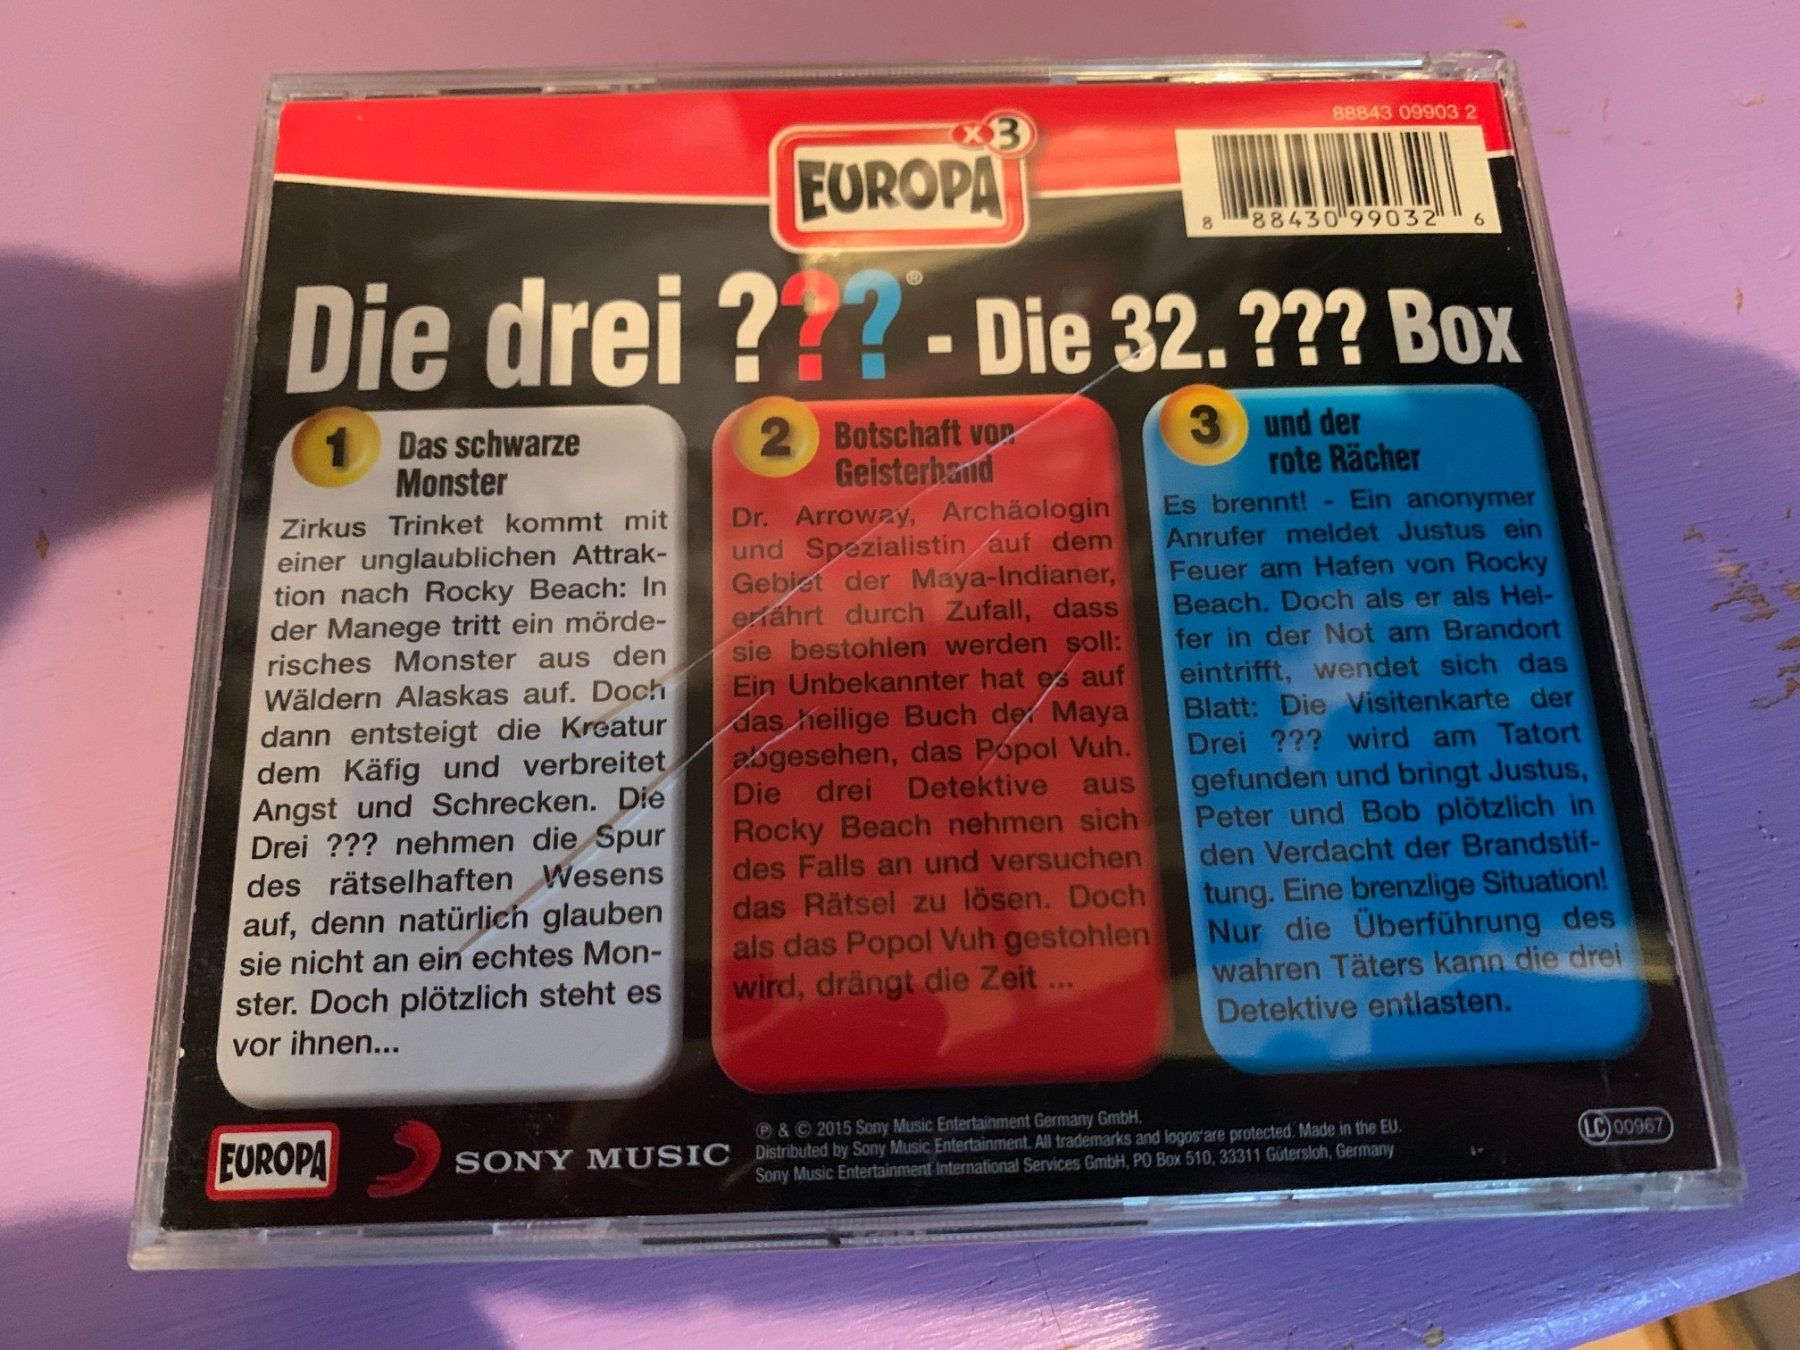 88843 09903 2
x3
EUROPA
8 88430 99032 6
Die drei ???® - Die 32. ??? Box
1 Das schwarze
Monster
Zirkus Trinket kommt mit
einer unglaublichen Attrak-
tion nach Rocky Beach: In
der Manege tritt ein mörde-
risches Monster aus den
Wäldern Alaskas auf. Doch
dann entsteigt die Kreatur
dem Käfig und verbreitet
Angst und Schrecken. Die
Drei ??? nehmen die Spur
des rätselhaften Wesens
auf, denn natürlich glauben
sie nicht an ein echtes Mon-
ster. Doch plötzlich steht es
vor ihnen...
2 Botschaft von
Geisterhand
Dr. Arroway, Archäologin
und Spezialistin auf dem
Gebiet der Maya-Indianer,
erfährt durch Zufall, dass
sie bestohlen werden soll:
Ein Unbekannter hat es auf
das heilige Buch der Maya
abgesehen, das Popol Vuh.
Die drei Detektive aus
Rocky Beach nehmen sich
des Falls an und versuchen
das Rätsel zu lösen. Doch
als das Popol Vuh gestohlen
wird, drängt die Zeit ...
3 und der
rote Rächer
Es brennt! - Ein anonymer
Anrufer meldet Justus ein
Feuer am Hafen von Rocky
Beach. Doch als er als Hel-
fer in der Not am Brandort
eintrifft, wendet sich das
Blatt: Die Visitenkarte der
Drei ??? wird am Tatort
gefunden und bringt Justus,
Peter und Bob plötzlich in
den Verdacht der Brandstif-
tung. Eine brenzlige Situation!
Nur die Überführung des
wahren Täters kann die drei
Detektive entlasten.
EUROPA
SONY MUSIC
℗ & © 2015 Sony Music Entertainment Germany GmbH.
Distributed by Sony Music Entertainment. All trademarks and logos are protected. Made in the EU.
Sony Music Entertainment International Services GmbH, PO Box 510, 33311 Gütersloh, Germany
LC 00967